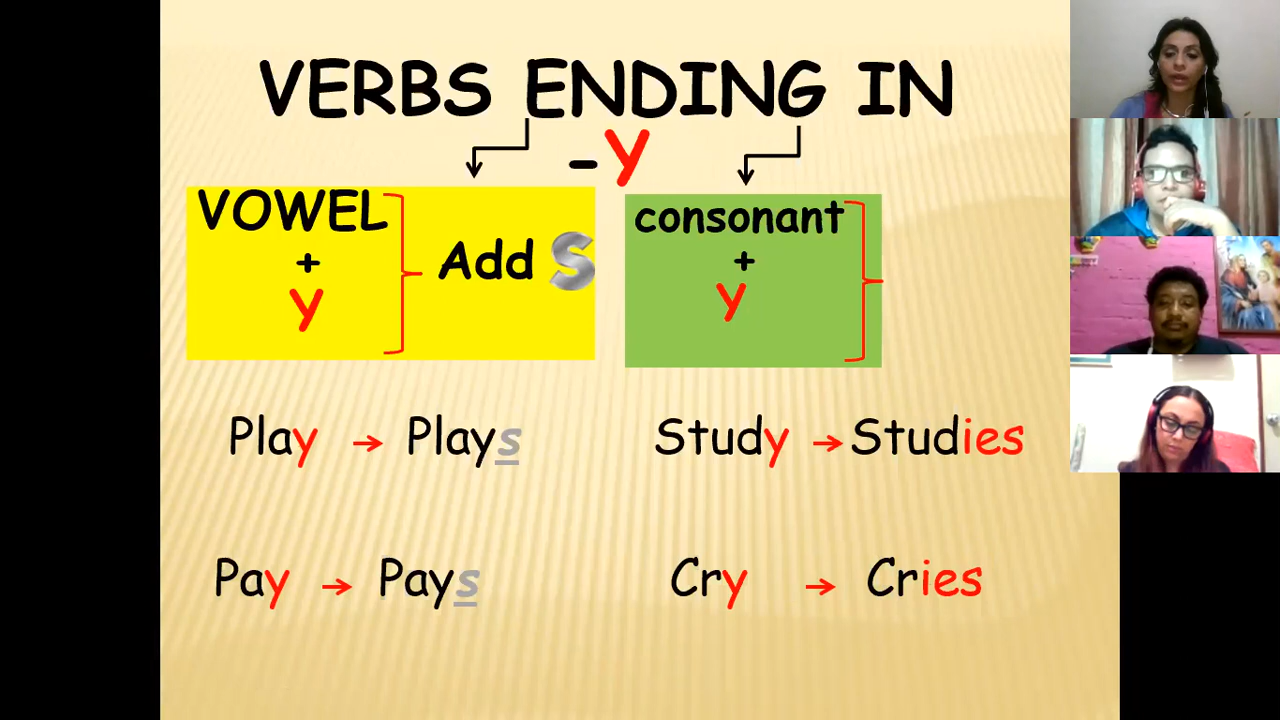 VERBS ENDING IN
-y
VOWEL
+
y
Add S
consonant
+
y
Play → Plays
Study → Studies
Pay → Pays
Cry → Cries